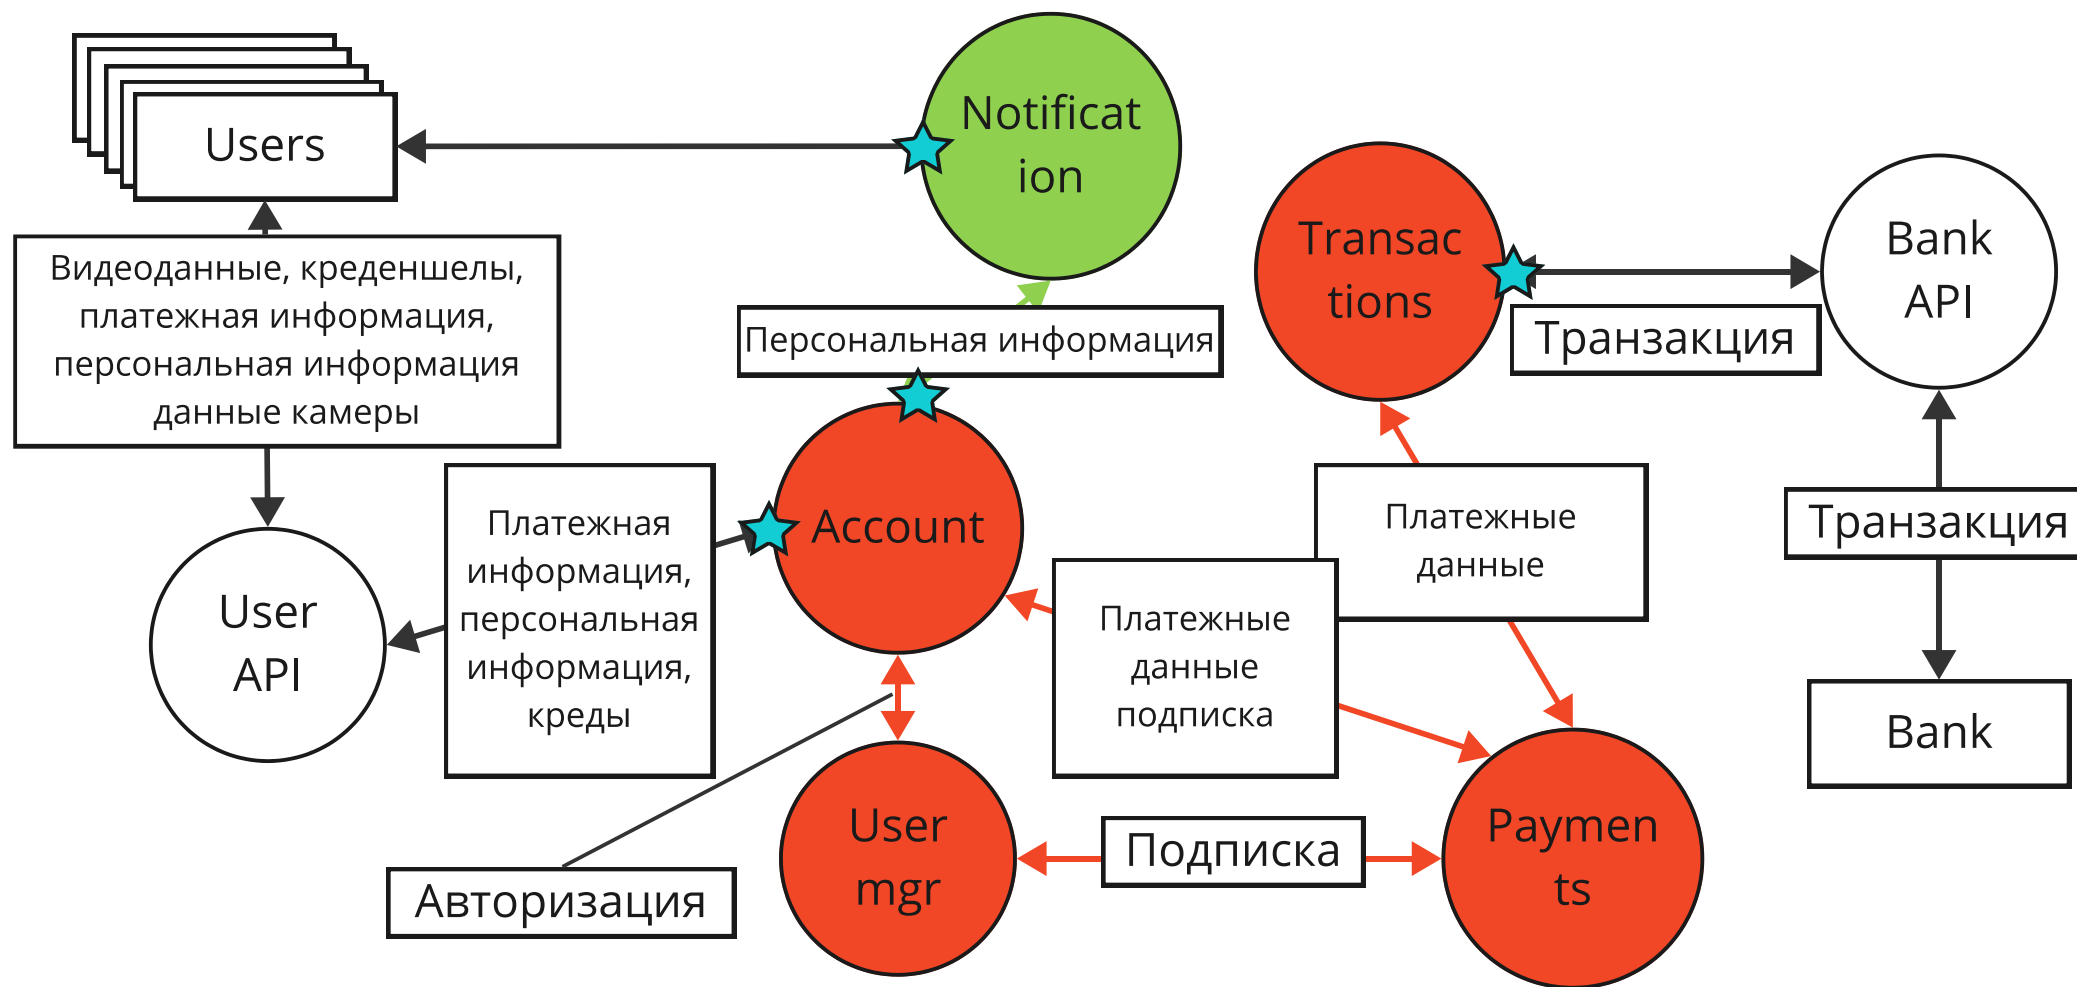 Users
Notificat
ion
Transac
tions
Bank
API
Видеоданные, креденшелы,
платежная информация,
персональная информация
данные камеры
Персональная информация
Транзакция
Платежная
информация,
персональная
информация,
креды
Account
Платежные
данные
Транзакция
User
API
Платежные
данные
подписка
Bank
User
mgr
Подписка
Paymen
ts
Авторизация